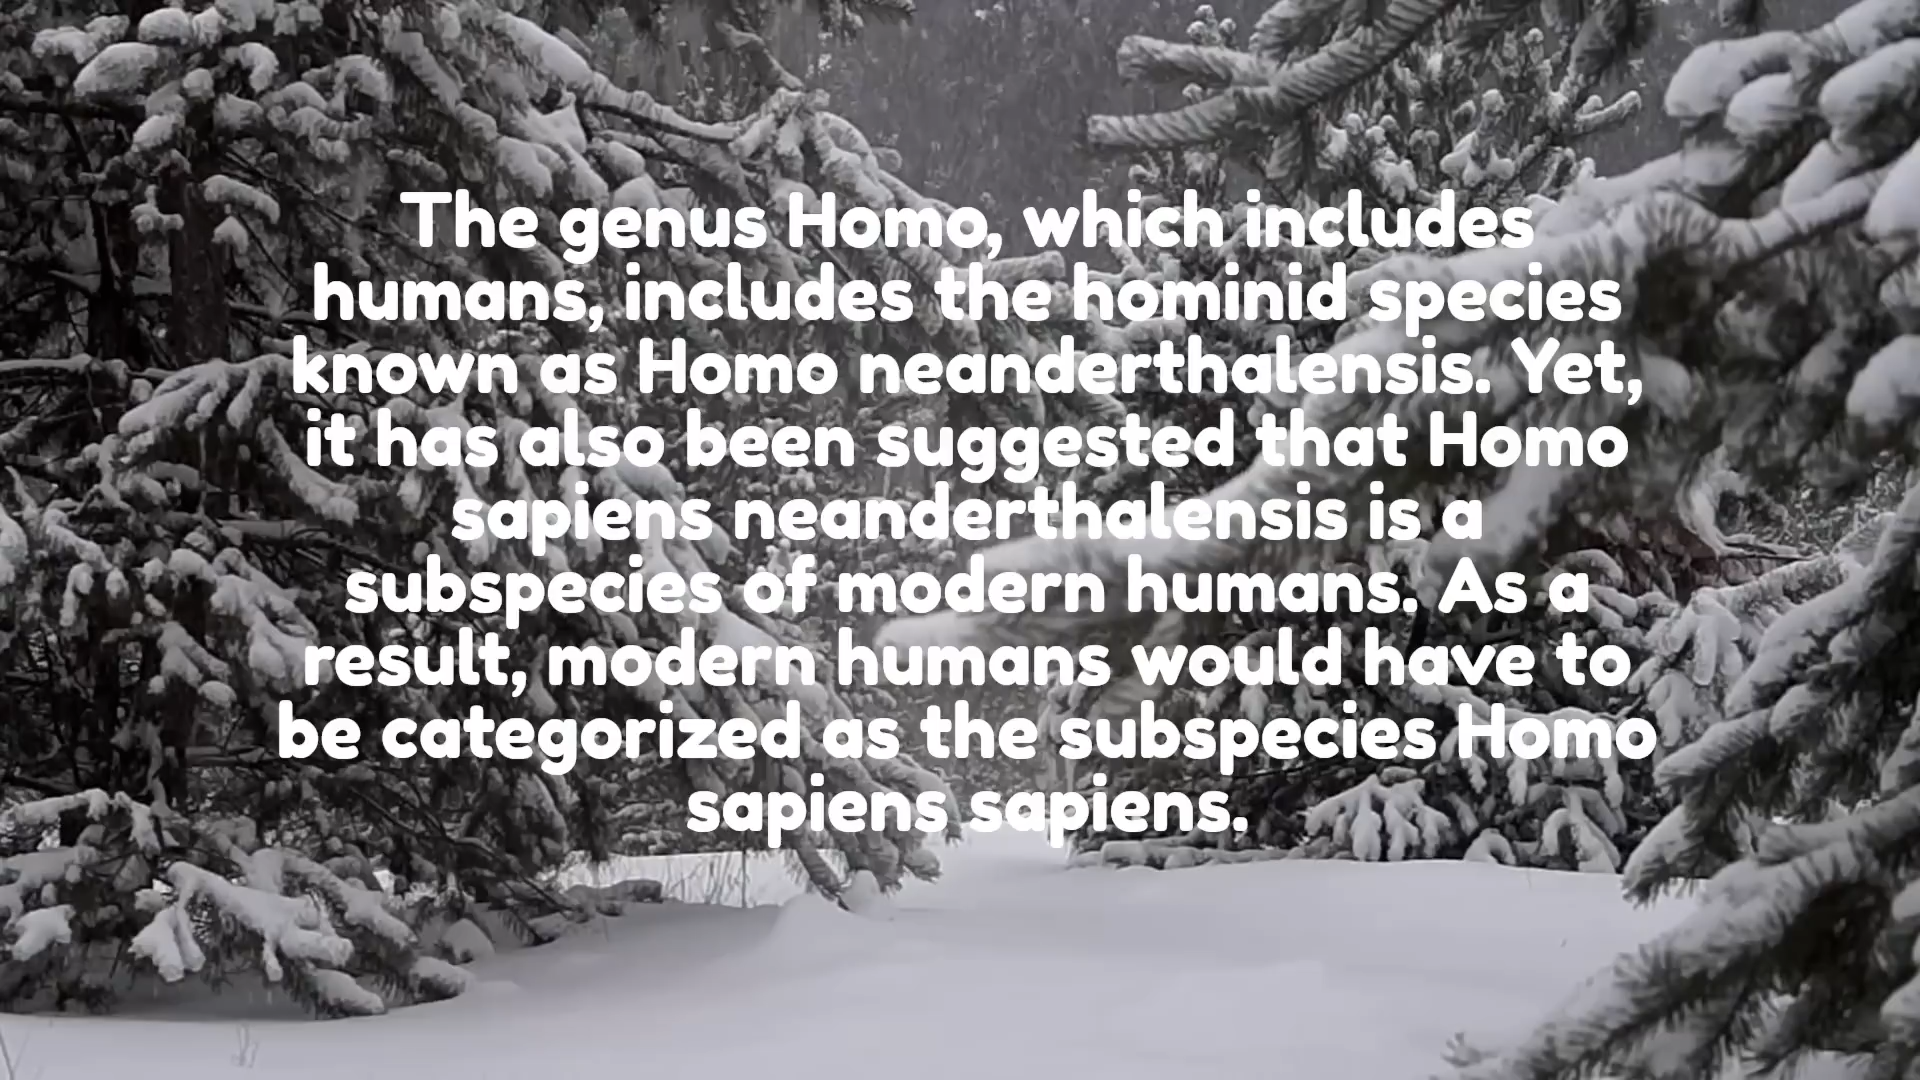 The genus Homo, which includes
humans, includes the hominid species
known as Homo neanderthalensis. Yet,
it has also been suggested that Homo
sapiens neanderthalensis is a
subspecies of modern humans. As a
result, modern humans would have to
be categorized as the subspecies Homo
sapiens sapiens.